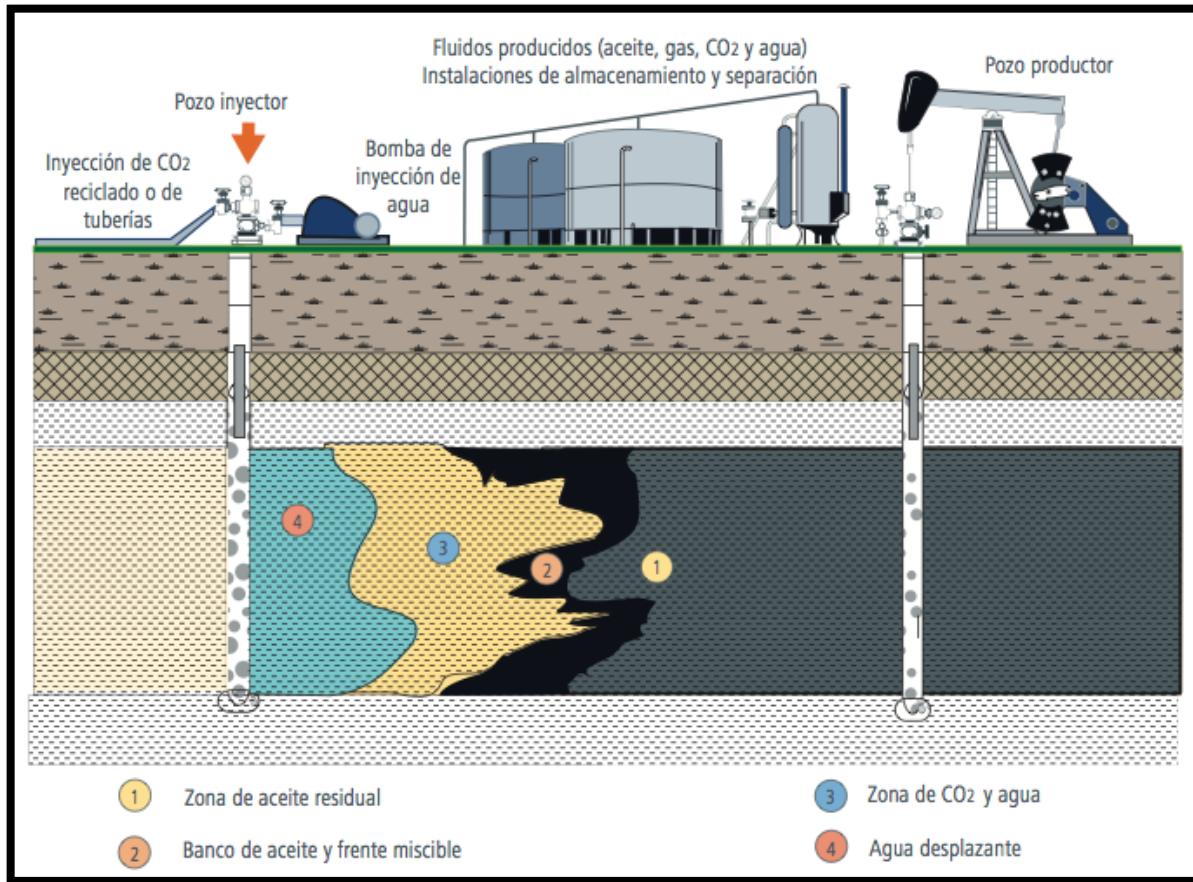 Fluidos producidos (aceite, gas, CO2 y agua)
Instalaciones de almacenamiento y separación
Pozo productor
Pozo inyector
Inyección de CO2
reciclado o de
tuberías
Bomba de
inyección de
agua
4
3
2
1
1 Zona de aceite residual
2 Banco de aceite y frente miscible
3 Zona de CO2 y agua
4 Agua desplazante